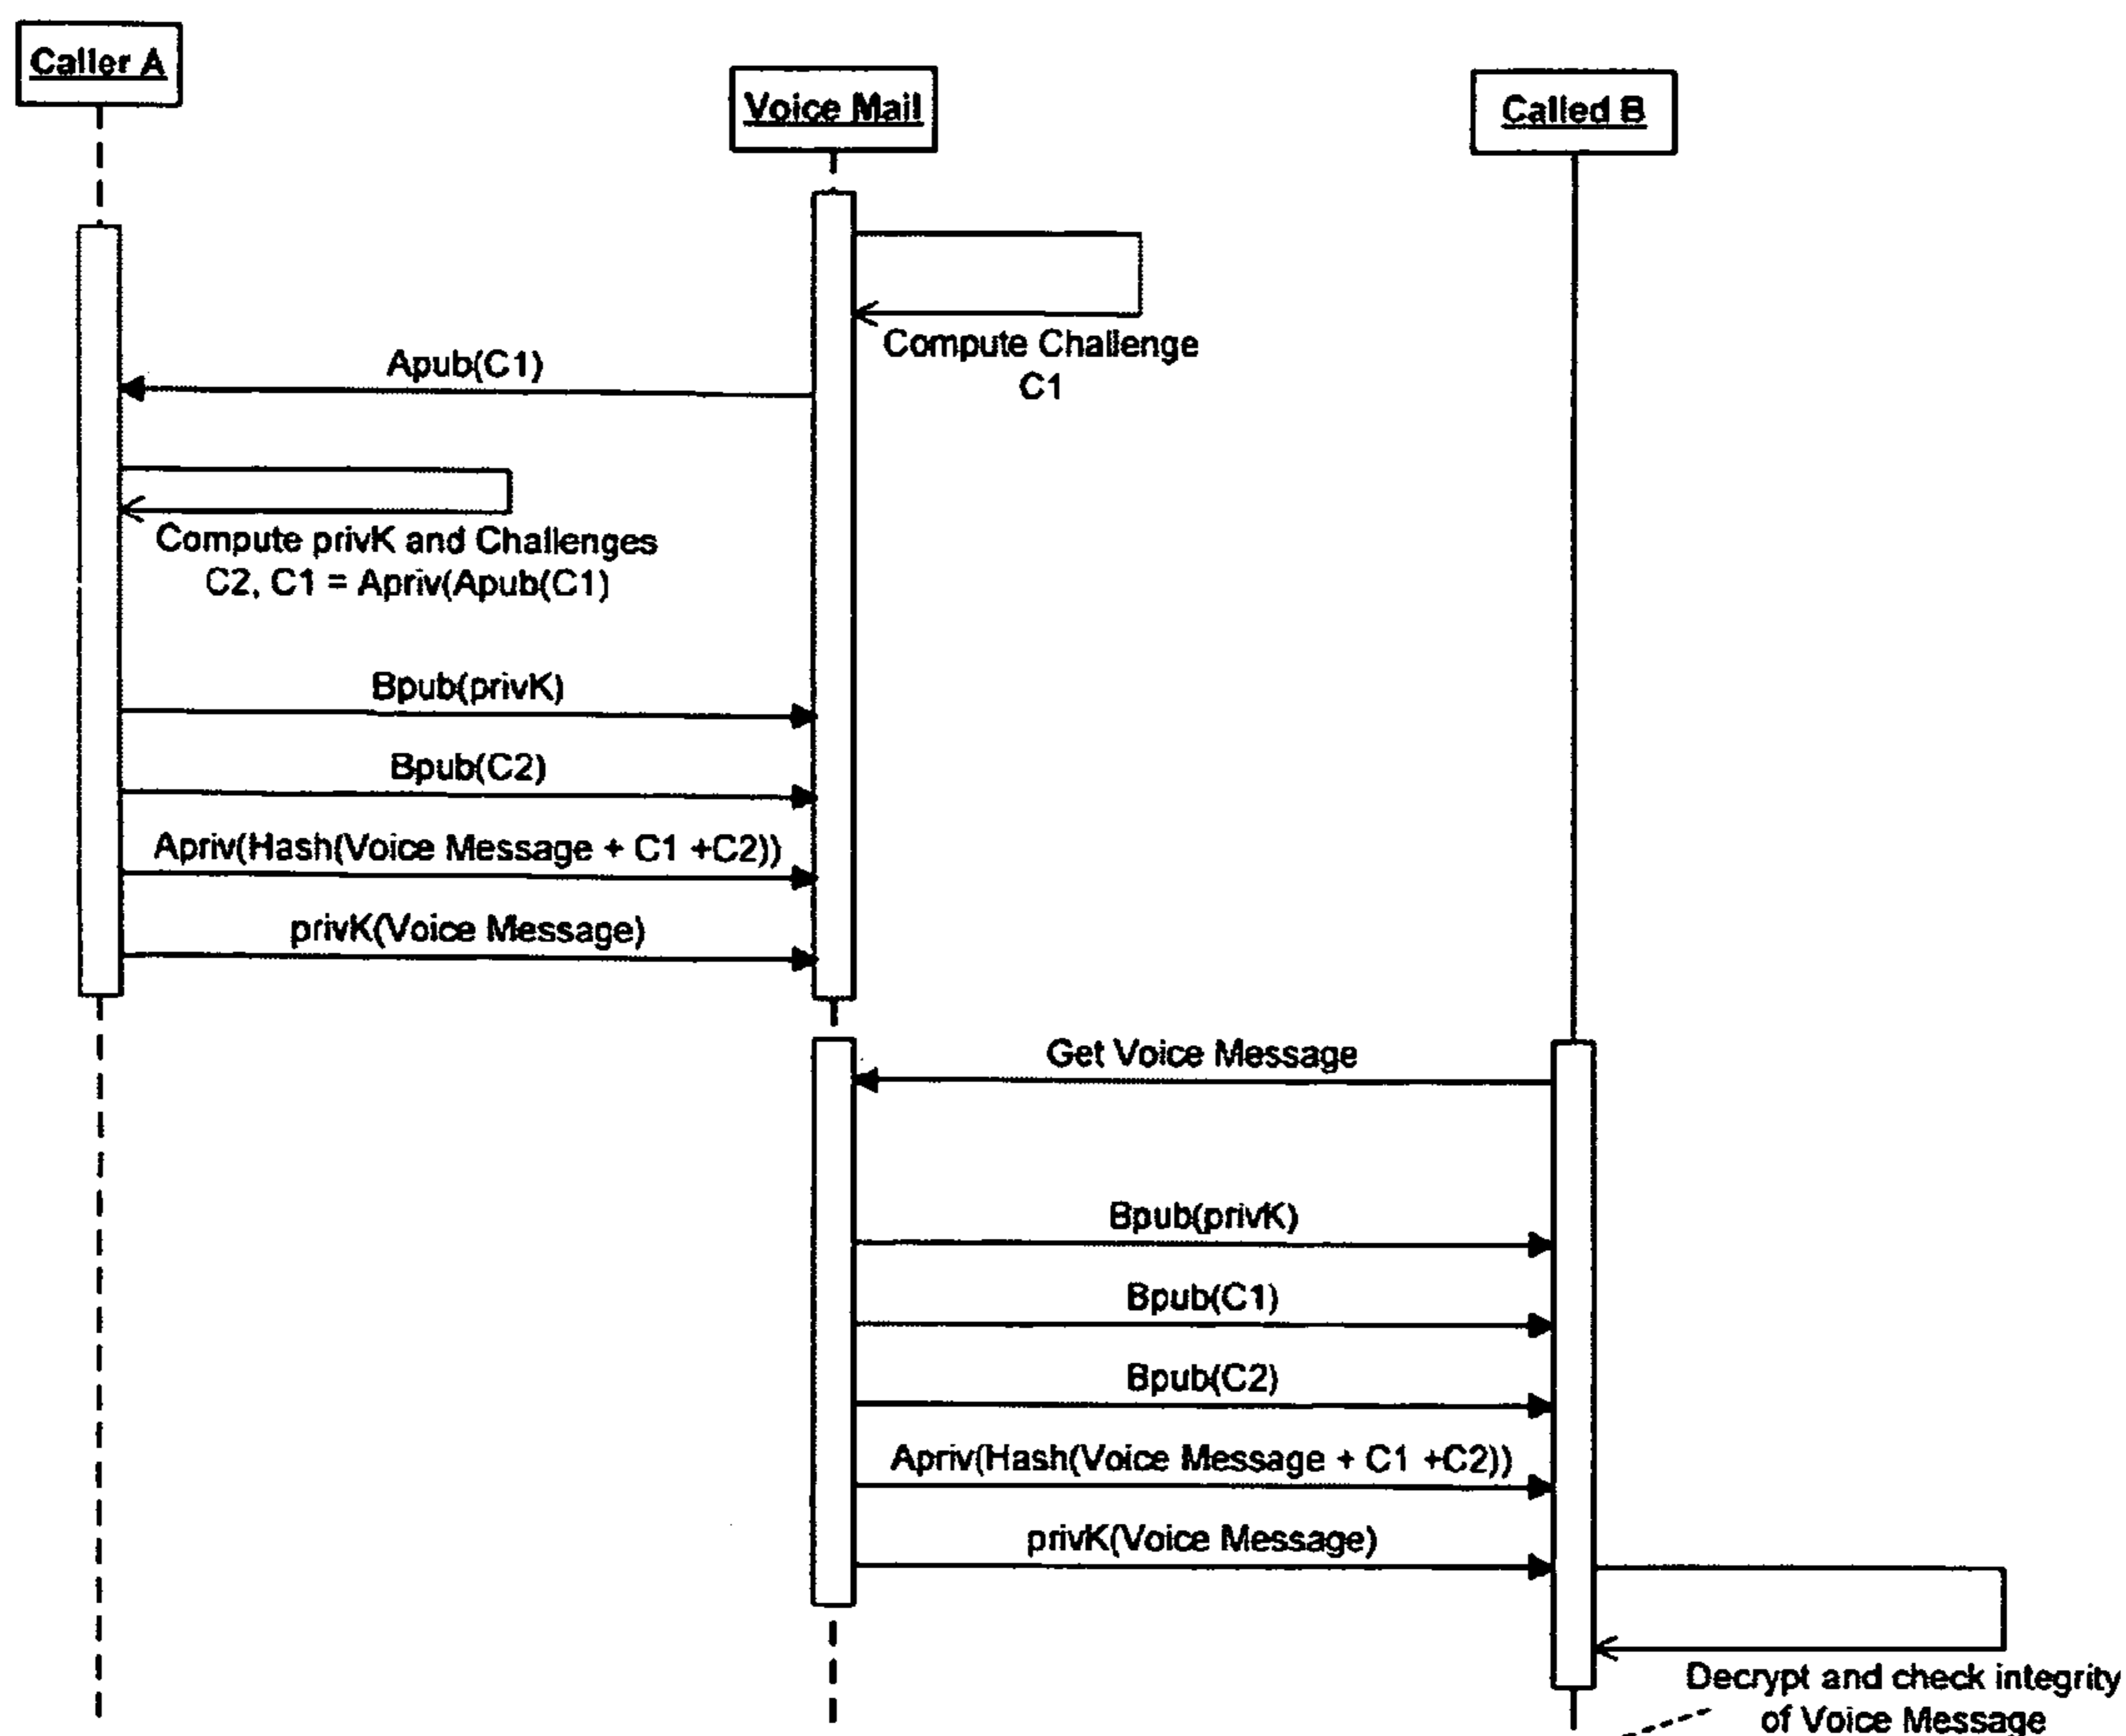 Caller A
Voice Mail
Called B
Compute Challenge
C1
Apub(C1)
Compute privK and Challenges
C2, C1 = Apriv(Apub(C1)
Bpub(privK)
Bpub(C2)
Apriv(Hash(Voice Message + C1 +C2))
privK(Voice Message)
Get Voice Message
Bpub(privK)
Bpub(C1)
Bpub(C2)
Apriv(Hash(Voice Message + C1 +C2))
privK(Voice Message)
Decrypt and check integrity
of Voice Message